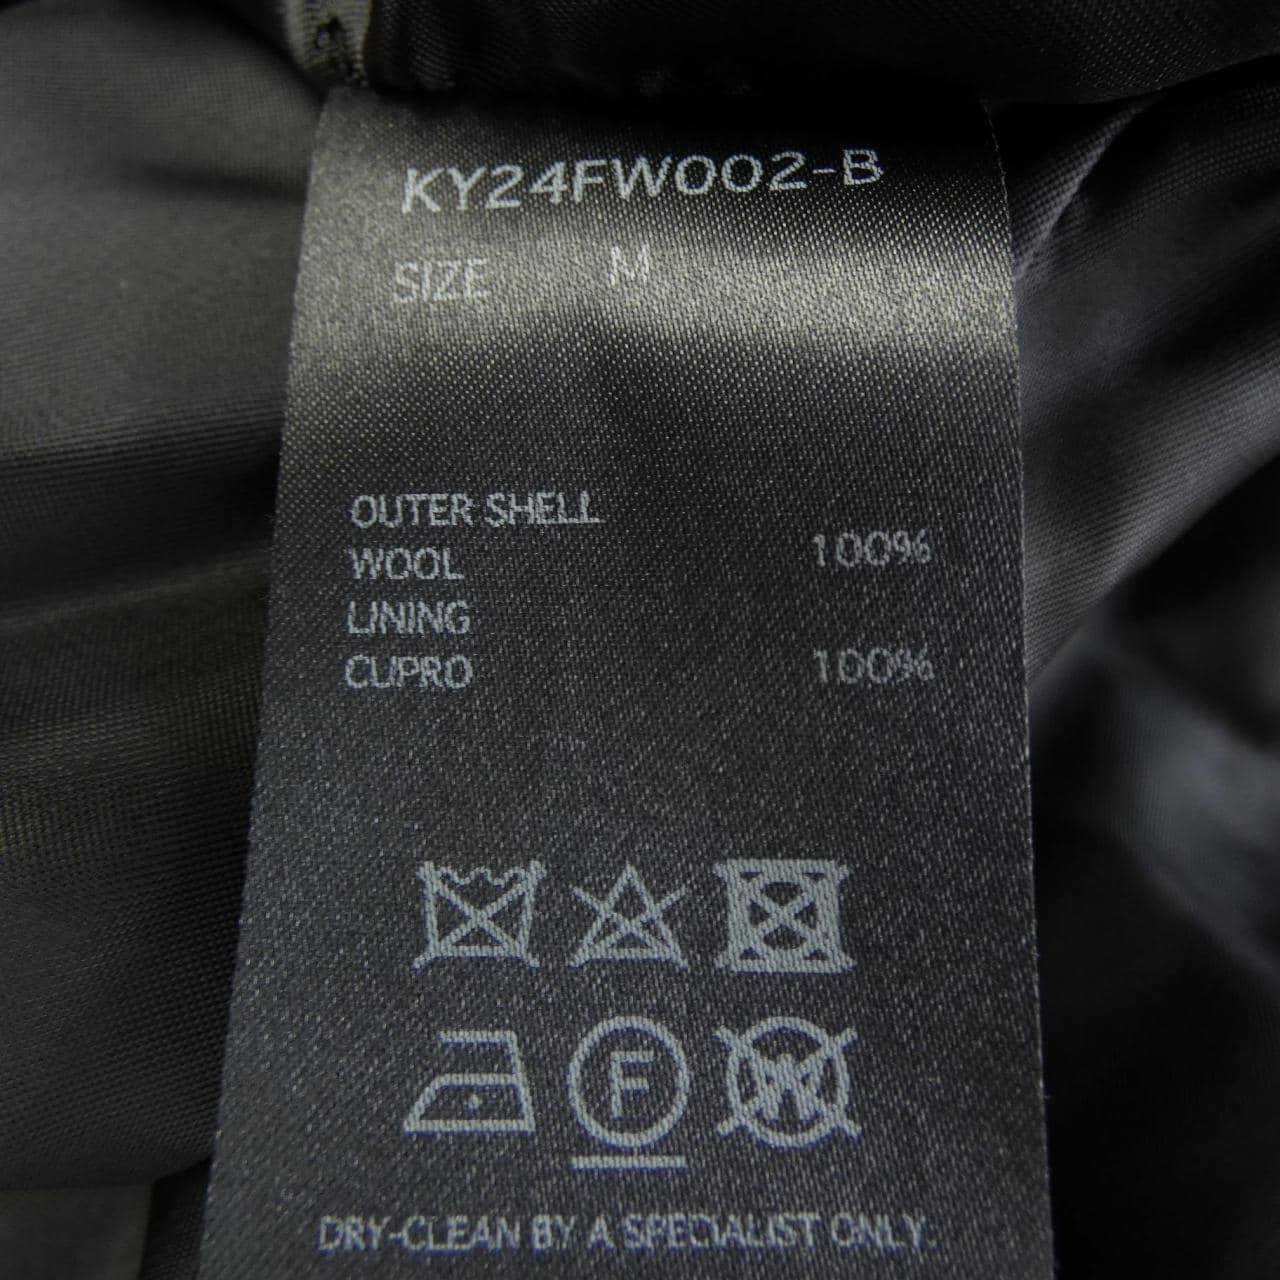 KY24FW002-B
SIZE M
OUTER SHELL
WOOL 100%
LINING
CUPRO 100%
F
W
DRY-CLEAN BY A SPECIALIST ONLY.